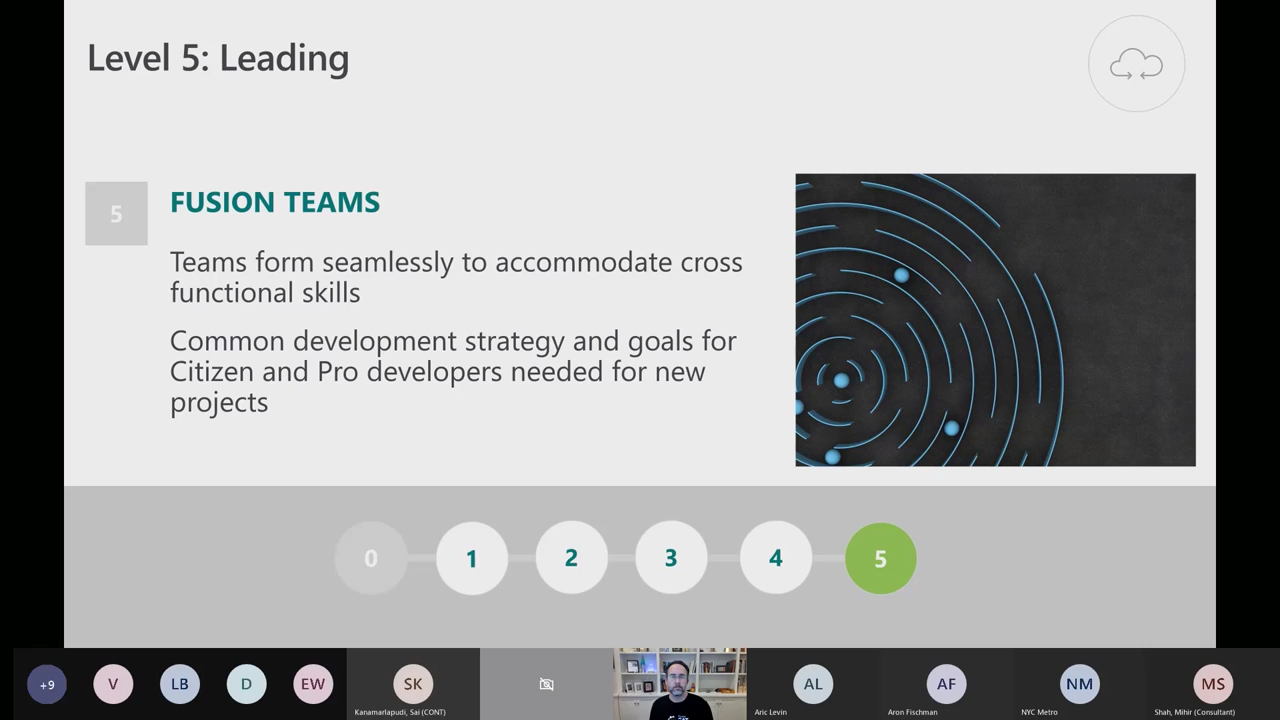 Level 5: Leading
5
FUSION TEAMS
Teams form seamlessly to accommodate cross
functional skills
Common development strategy and goals for
Citizen and Pro developers needed for new
projects
0 1 2 3 4 5
+9 V LB D EW SK AL AF NM MS
Kanamarlapudi, Sai (CONT) Aric Levin Aron Fischman NYC Metro Shah, Mihir (Consultant)